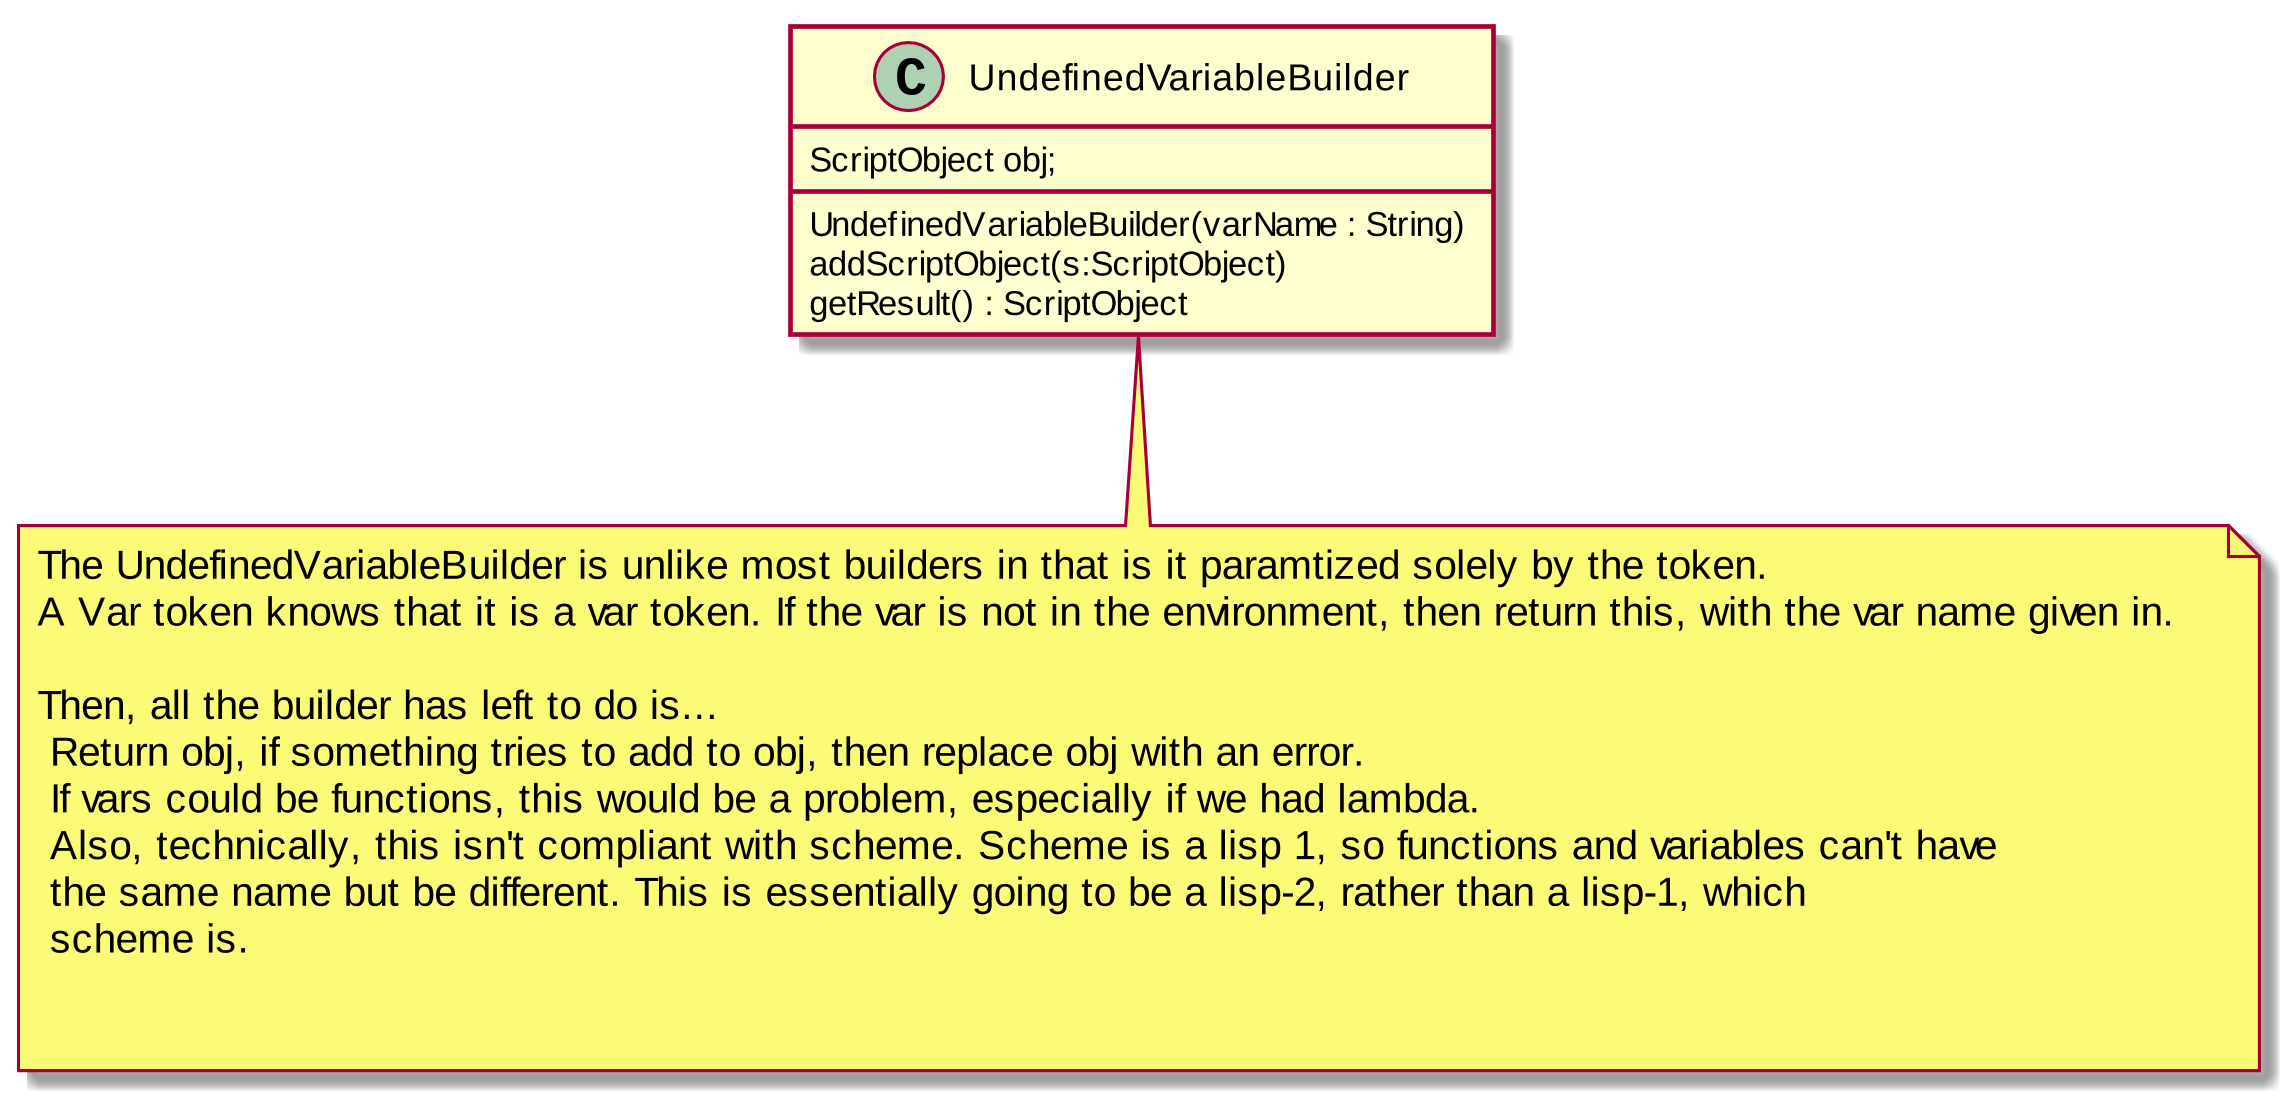 C UndefinedVariableBuilder
ScriptObject obj;
UndefinedVariableBuilder(varName : String)
addScriptObject(s:ScriptObject)
getResult() : ScriptObject
The UndefinedVariableBuilder is unlike most builders in that is it paramtized solely by the token.
A Var token knows that it is a var token. If the var is not in the environment, then return this, with the var name given in.
Then, all the builder has left to do is...
Return obj, if something tries to add to obj, then replace obj with an error.
If vars could be functions, this would be a problem, especially if we had lambda.
Also, technically, this isn't compliant with scheme. Scheme is a lisp 1, so functions and variables can't have
the same name but be different. This is essentially going to be a lisp-2, rather than a lisp-1, which
scheme is.